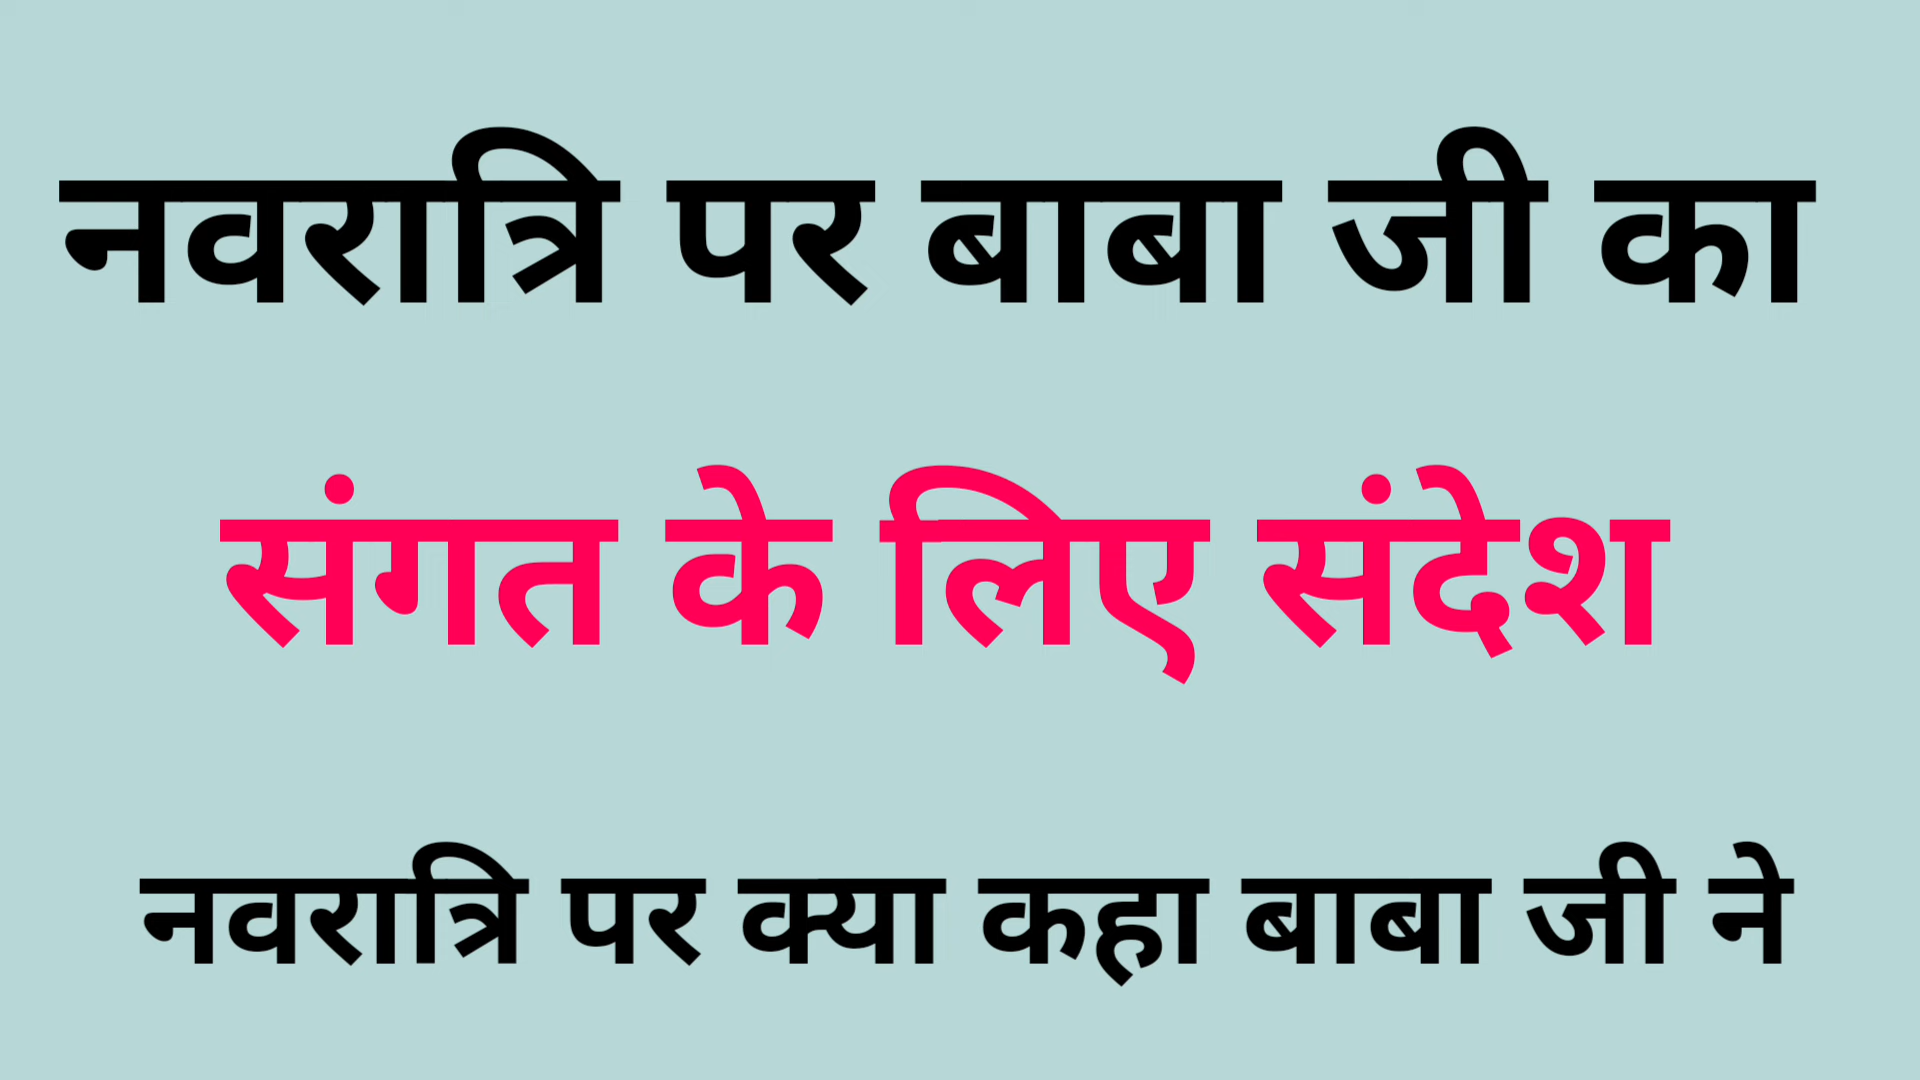 नवरात्रि पर बाबा जी का
संगत के लिए संदेश
नवरात्रि पर क्या कहा बाबा जी ने